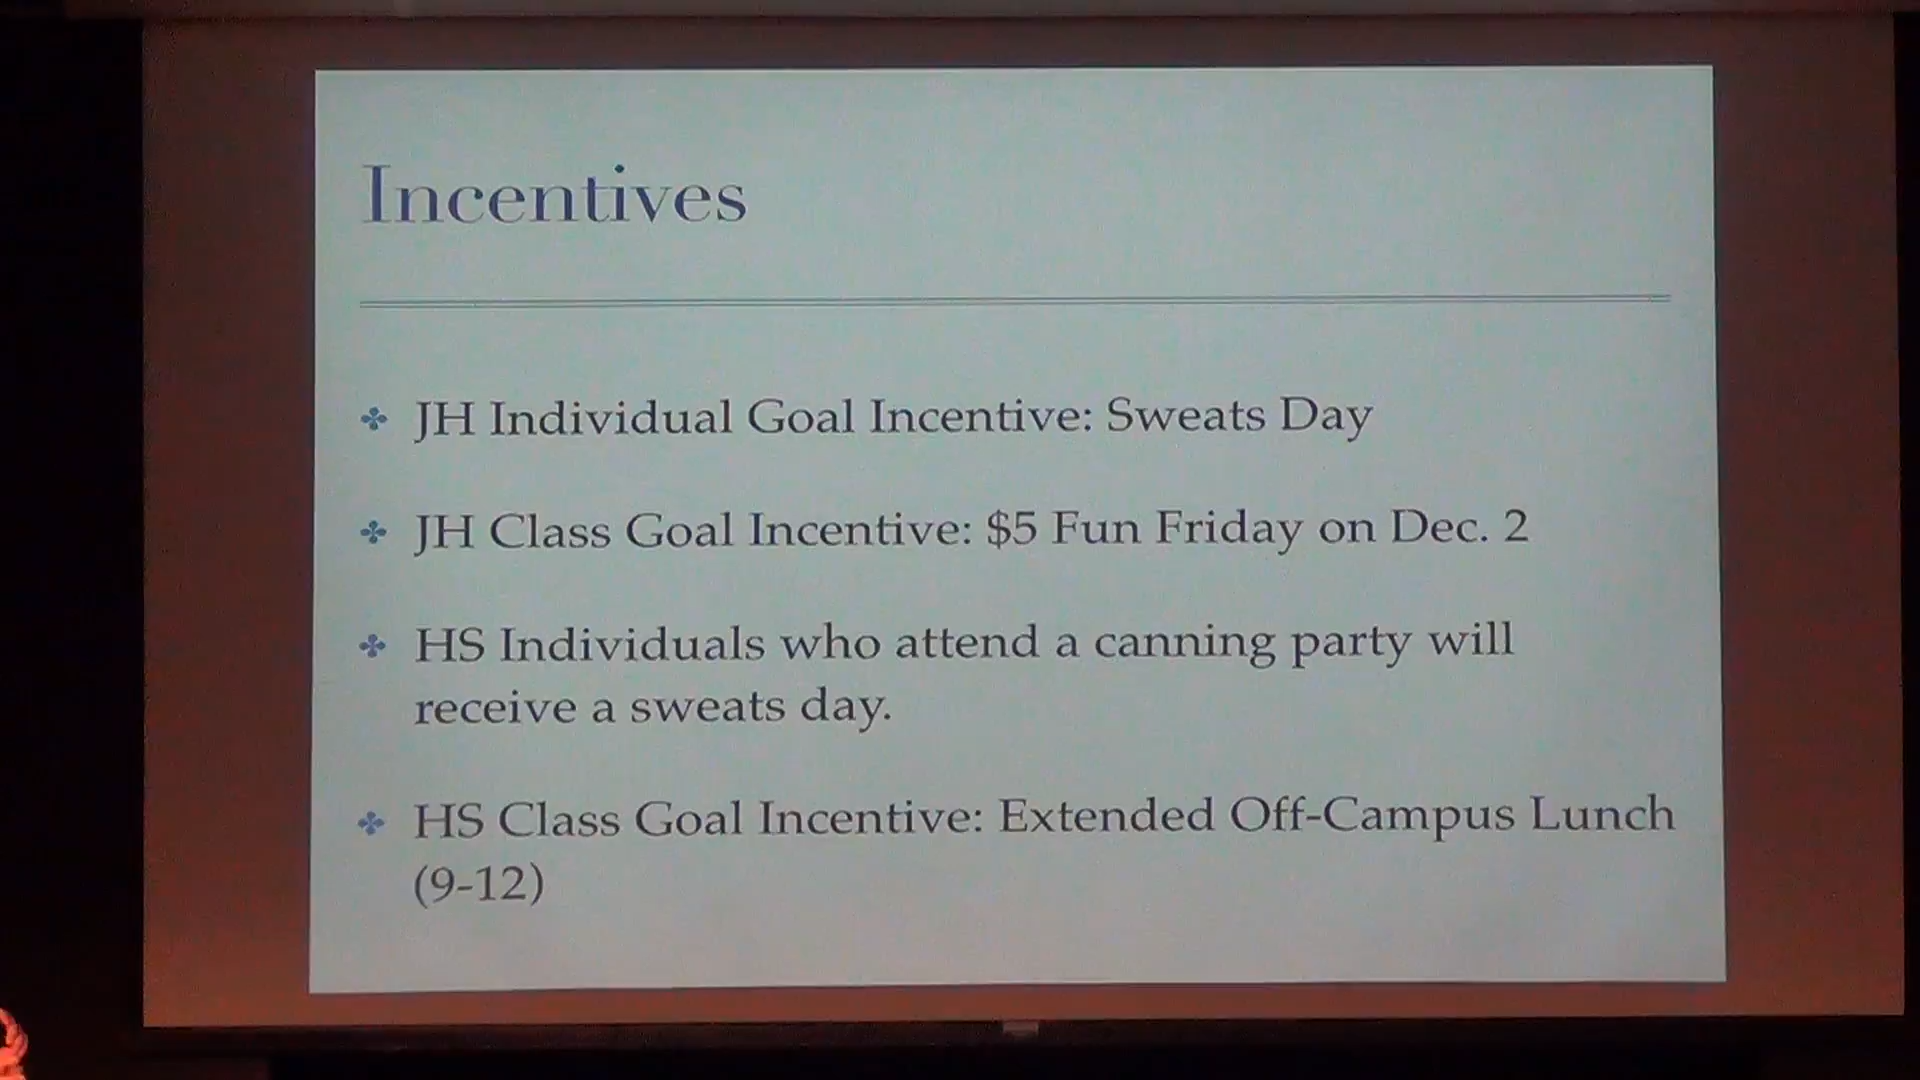 Incentives
JH Individual Goal Incentive: Sweats Day
JH Class Goal Incentive: $5 Fun Friday on Dec. 2
HS Individuals who attend a canning party will
receive a sweats day.
HS Class Goal Incentive: Extended Off-Campus Lunch
(9-12)